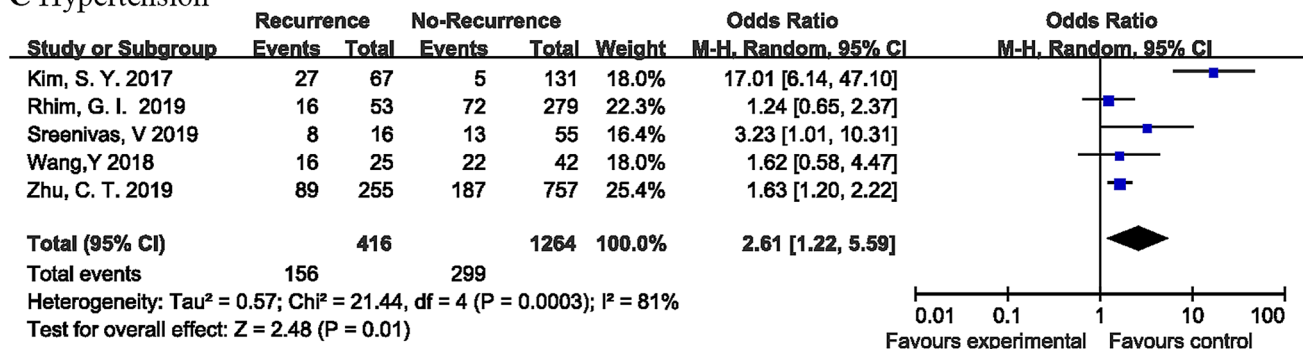 C Hypertension
Recurrence No-Recurrence Odds Ratio Odds Ratio
Study or Subgroup Events Total Events Total Weight M-H, Random, 95% CI M-H, Random, 95% CI
Kim, S. Y. 2017 27 67 5 131 18.0% 17.01 [6.14, 47.10]
Rhim, G. I. 2019 16 53 72 279 22.3% 1.24 [0.65, 2.37]
Sreenivas, V 2019 8 16 13 55 16.4% 3.23 [1.01, 10.31]
Wang,Y 2018 16 25 22 42 18.0% 1.62 [0.58, 4.47]
Zhu, C. T. 2019 89 255 187 757 25.4% 1.63 [1.20, 2.22]
Total (95% CI) 416 1264 100.0% 2.61 [1.22, 5.59]
Total events 156 299
Heterogeneity: Tau² = 0.57; Chi² = 21.44, df = 4 (P = 0.0003); I² = 81%
Test for overall effect: Z = 2.48 (P = 0.01)
0.01 0.1 1 10 100
Favours experimental Favours control